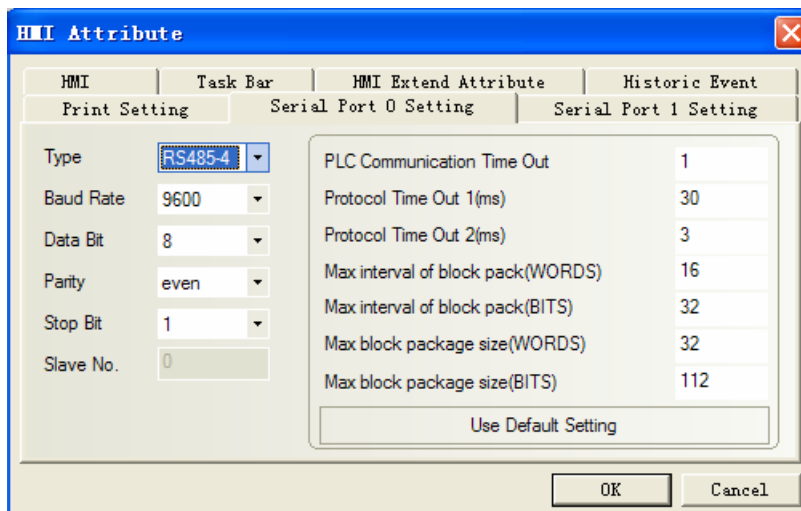 HMI Attribute
HMI
Task Bar
HMI Extend Attribute
Historic Event
Print Setting
Serial Port 0 Setting
Serial Port 1 Setting
Type RS485-4
Baud Rate 9600
Data Bit 8
Parity even
Stop Bit 1
Slave No. 0
PLC Communication Time Out 1
Protocol Time Out 1(ms) 30
Protocol Time Out 2(ms) 3
Max interval of block pack(WORDS) 16
Max interval of block pack(BITS) 32
Max block package size(WORDS) 32
Max block package size(BITS) 112
Use Default Setting
OK
Cancel